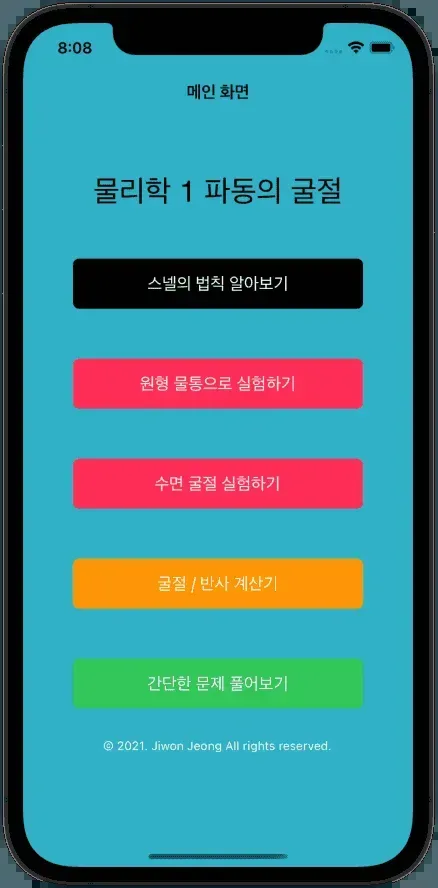 8:08
메인 화면
물리학 1 파동의 굴절
스넬의 법칙 알아보기
원형 물통으로 실험하기
수면 굴절 실험하기
굴절 / 반사 계산기
간단한 문제 풀어보기
© 2021. Jiwon Jeong All rights reserved.